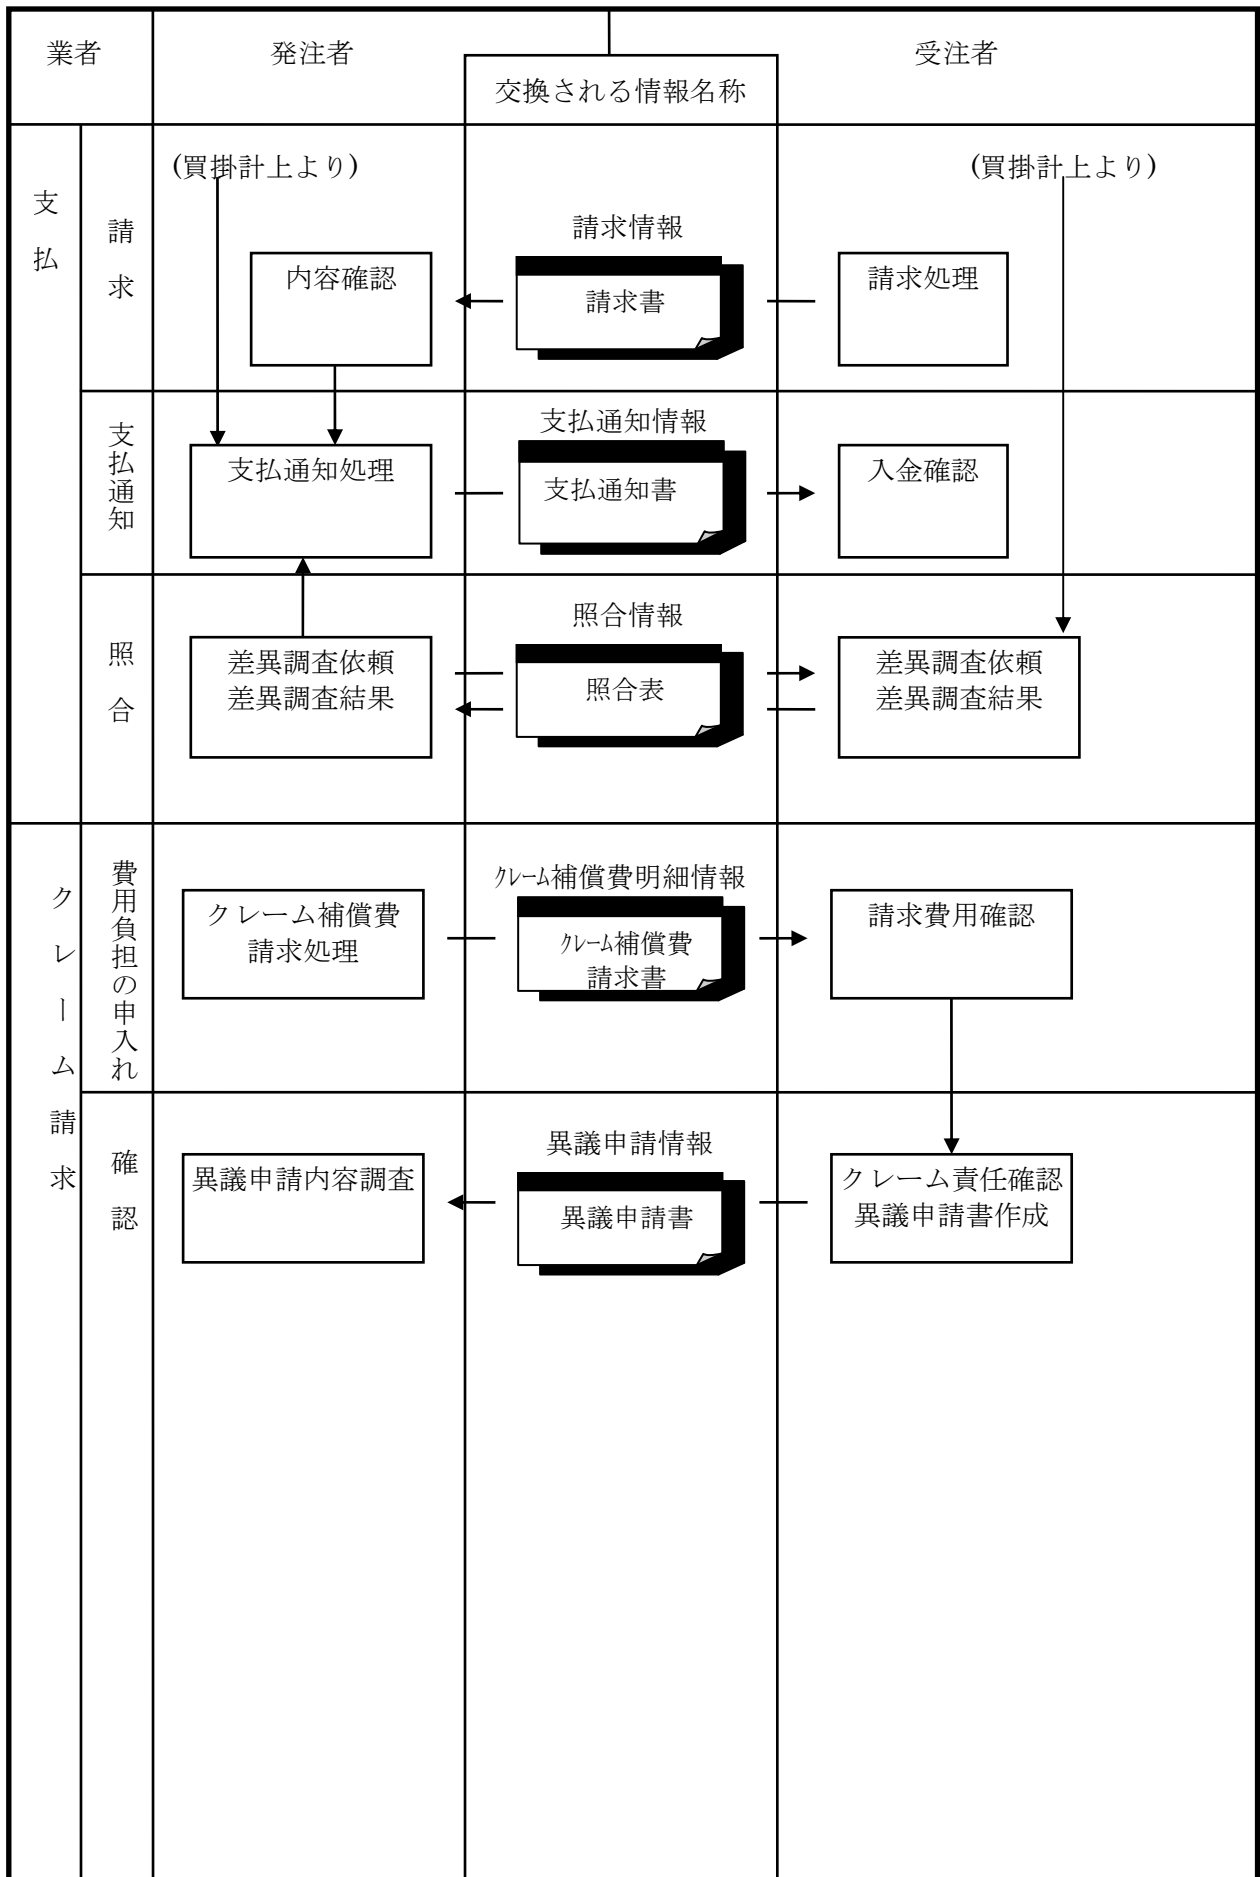 業者
発注者
受注者
交換される情報名称
支払
請求
(買掛計上より)
(買掛計上より)
請求情報
内容確認
請求書
請求処理
支払通知
支払通知情報
支払通知処理
支払通知書
入金確認
照合
照合情報
差異調査依頼
差異調査結果
照合表
差異調査依頼
差異調査結果
クレーム請求
費用負担の申入れ
クレーム補償費
請求処理
ｸﾚｰﾑ補償費明細情報
ｸﾚｰﾑ補償費
請求書
請求費用確認
確認
異議申請内容調査
異議申請情報
異議申請書
クレーム責任確認
異議申請書作成